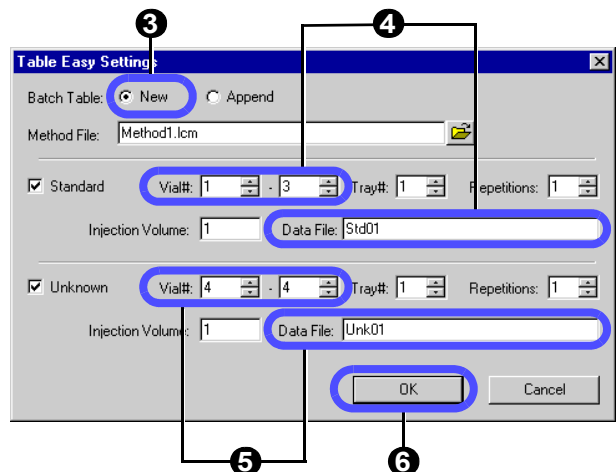 3 4
Table Easy Settings
Batch Table: New Append
Method File: Method1.lcm
Standard Vial#: 1 - 3 Tray#: 1 Repetitions: 1
Injection Volume: 1 Data File: Std01
Unknown Vial#: 4 - 4 Tray#: 1 Repetitions: 1
Injection Volume: 1 Data File: Unk01
OK Cancel
5 6